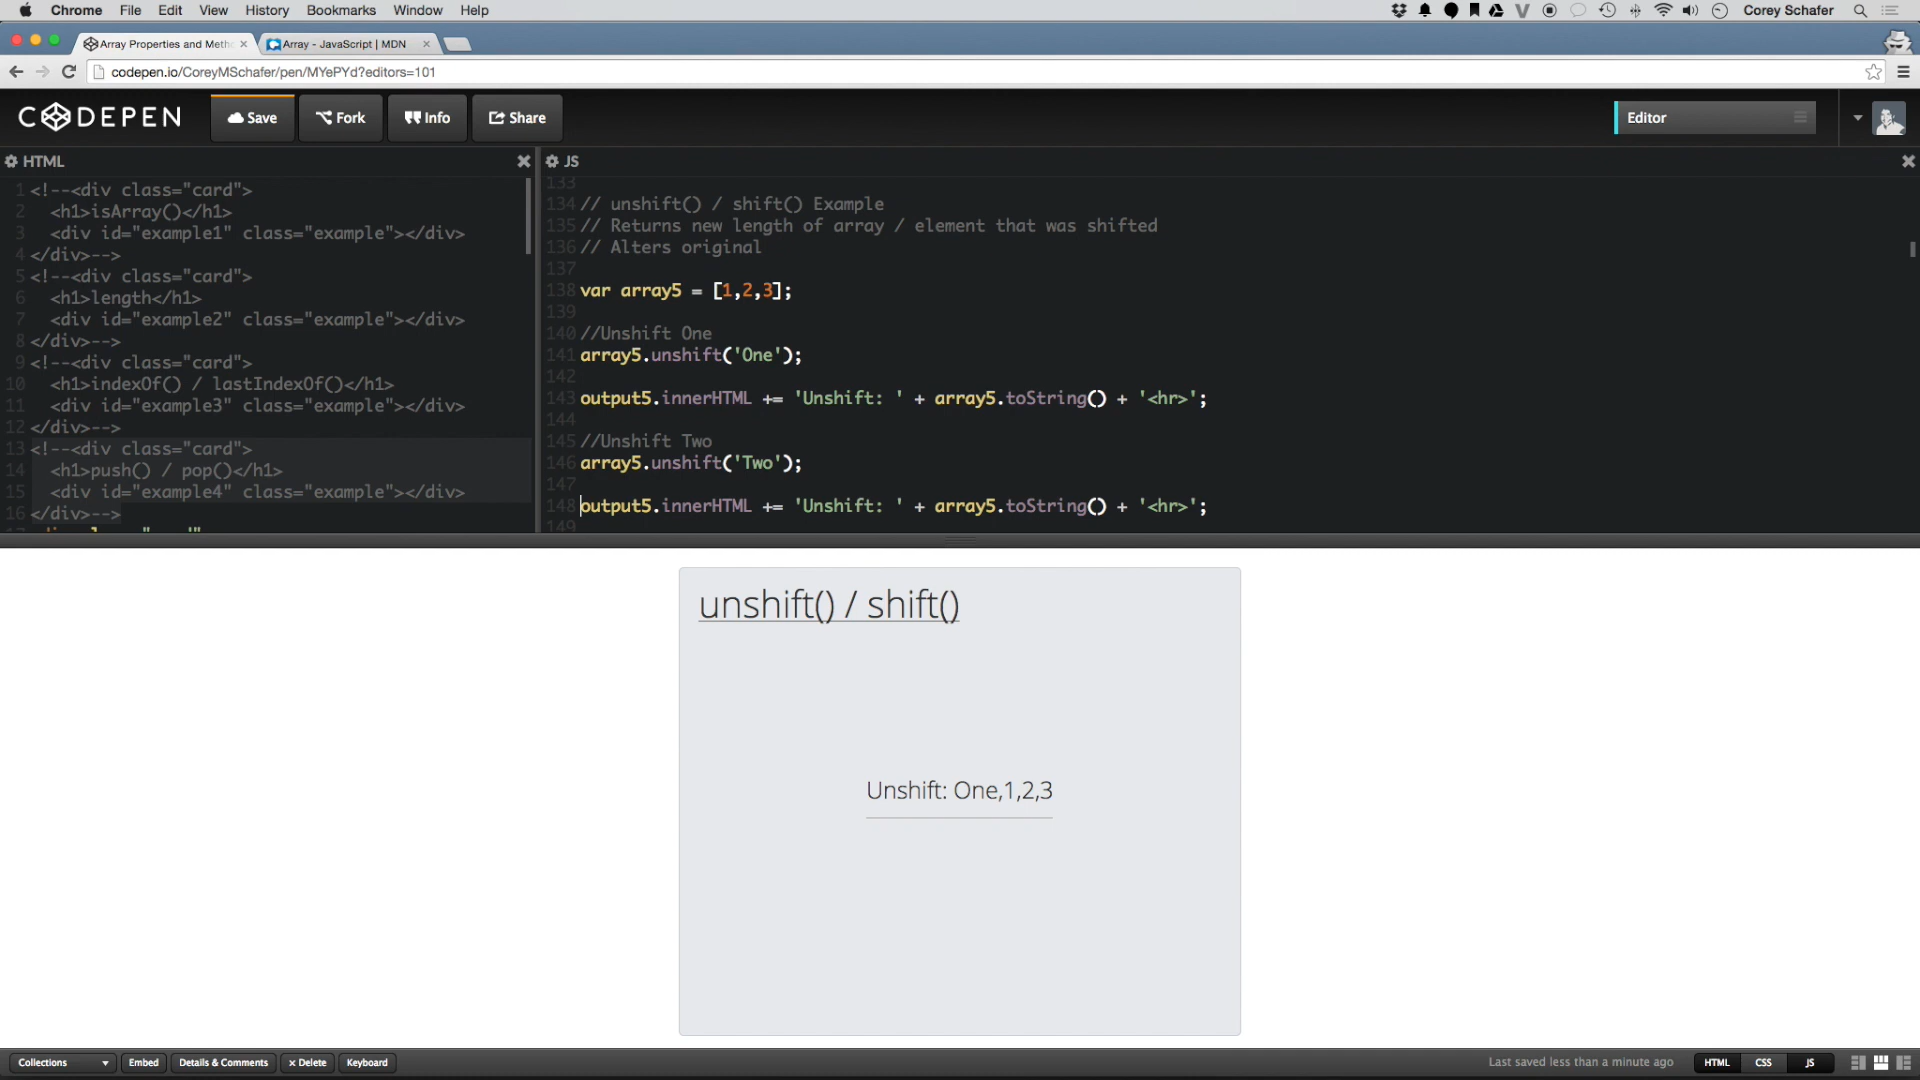 Chrome File Edit View History Bookmarks Window Help Corey Schafer
Array Properties and Meth Array - JavaScript | MDN
codepen.io/CoreyMSchafer/pen/MYePYd?editors=101
CODEPEN Save Fork Info Share Editor
HTML
1 <!--<div class="card">
2 <h1>isArray()</h1>
3 <div id="example1" class="example"></div>
4 </div>-->
5 <!--<div class="card">
6 <h1>length</h1>
7 <div id="example2" class="example"></div>
8 </div>-->
9 <!--<div class="card">
10 <h1>indexOf() / lastIndexOf()</h1>
11 <div id="example3" class="example"></div>
12 </div>-->
13 <!--<div class="card">
14 <h1>push() / pop()</h1>
15 <div id="example4" class="example"></div>
16 </div>-->
JS
133
134 // unshift() / shift() Example
135 // Returns new length of array / element that was shifted
136 // Alters original
137
138 var array5 = [1,2,3];
139
140 //Unshift One
141 array5.unshift('One');
142
143 output5.innerHTML += 'Unshift: ' + array5.toString() + '<hr>';
144
145 //Unshift Two
146 array5.unshift('Two');
147
148 output5.innerHTML += 'Unshift: ' + array5.toString() + '<hr>';
149
unshift() / shift()
Unshift: One,1,2,3
Collections Embed Details & Comments × Delete Keyboard Last saved less than a minute ago HTML CSS JS